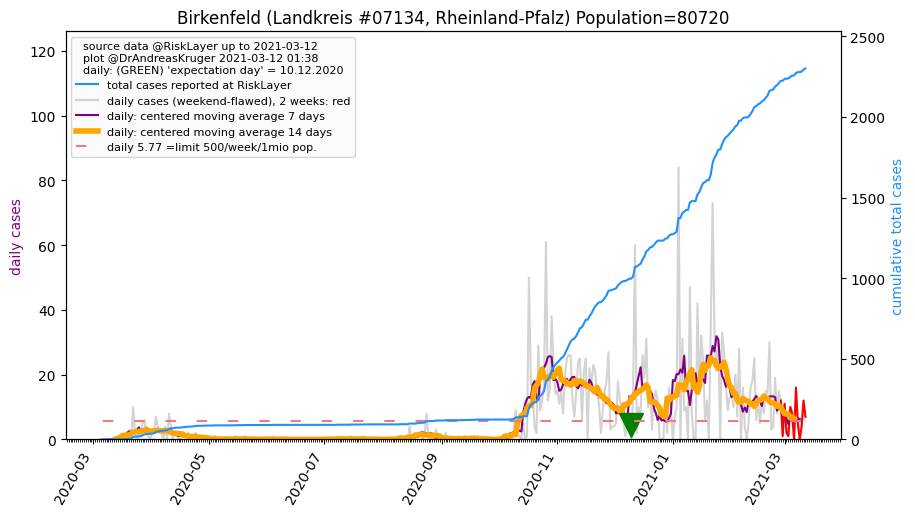 Birkenfeld (Landkreis #07134, Rheinland-Pfalz) Population=80720
source data @RiskLayer up to 2021-03-12
plot @DrAndreasKruger 2021-03-12 01:38
daily: (GREEN) 'expectation day' = 10.12.2020
total cases reported at RiskLayer
daily cases (weekend-flawed), 2 weeks: red
daily: centered moving average 7 days
daily: centered moving average 14 days
daily 5.77 =limit 500/week/1mio pop.
daily cases
120
100
80
60
40
20
0
cumulative total cases
2500
2000
1500
1000
500
0
2020-03
2020-05
2020-07
2020-09
2020-11
2021-01
2021-03